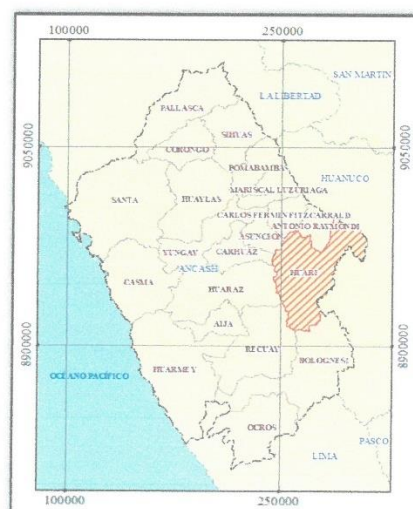 100000 250000
SAN MARTIN
LA LIBERTAD
PALLASCA
SIHUAS
9050000 9050000
CORONGO
POMABAMBA
HUANUCO
MARISCAL LUZURIAGA
SANTA
HUAYLAS
CARLOS FERMIN FITZCARRALD
ANTONIO RAYMONDI
ASUNCION
YUNGAY
CARHUAZ
ANCASH
HUARI
CASMA
HUARAZ
AIJA
8900000 8900000
RECUAY
BOLOGNESI
OCEANO PACÍFICO
HUARMEY
OCROS
PASCO
LIMA
100000 250000